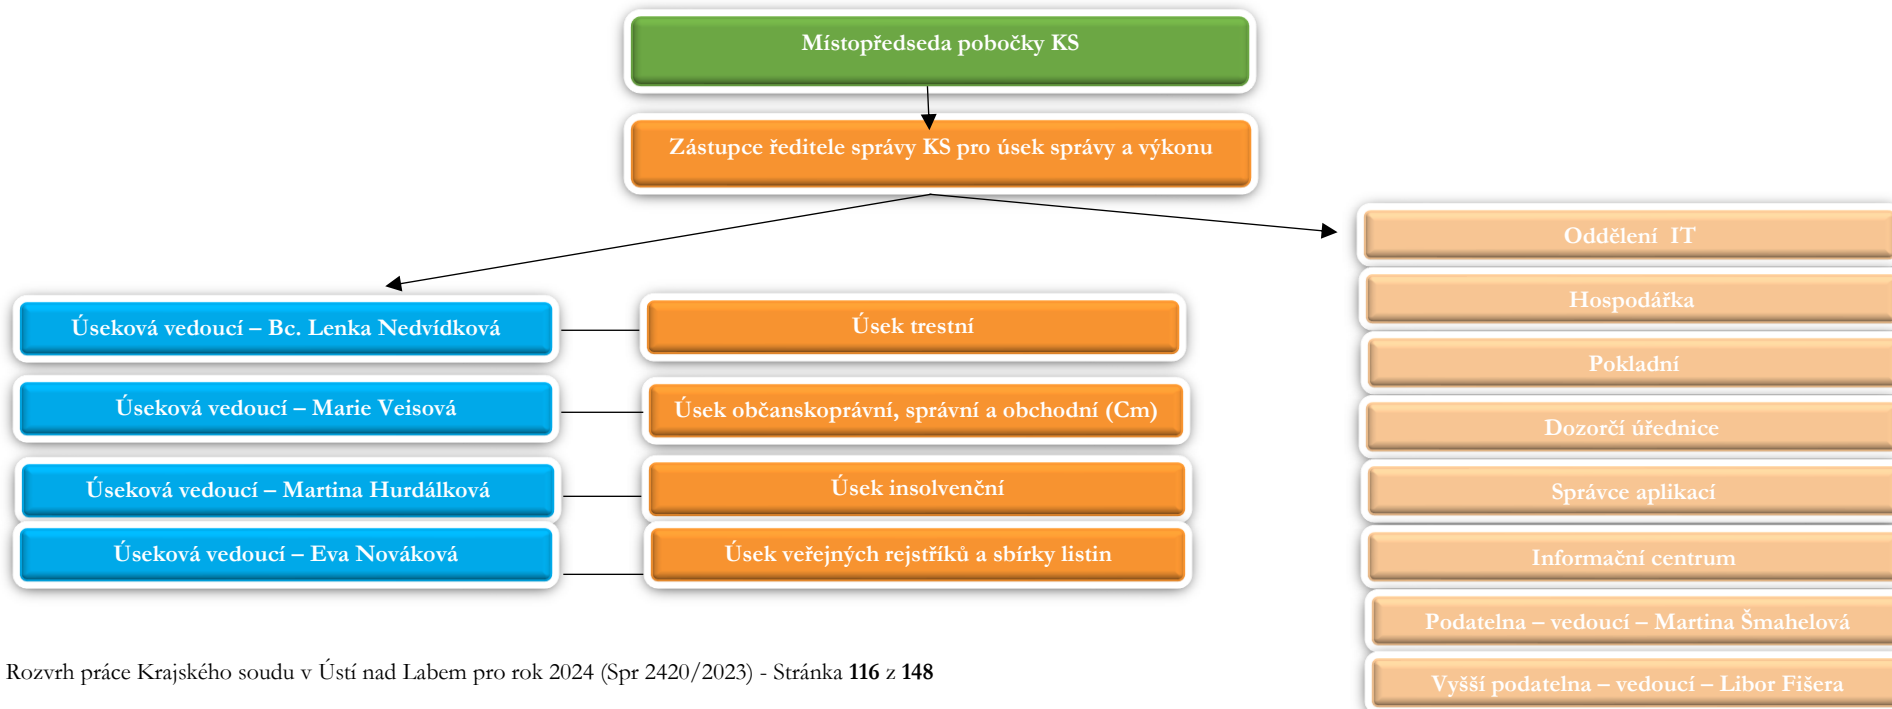 Místopředseda pobočky KS
Zástupce ředitele správy KS pro úsek správy a výkonu
Úseková vedoucí – Bc. Lenka Nedvídková
Úsek trestní
Úseková vedoucí – Marie Veisová
Úsek občanskoprávní, správní a obchodní (Cm)
Úseková vedoucí – Martina Hurdálková
Úsek insolvenční
Úseková vedoucí – Eva Nováková
Úsek veřejných rejstříků a sbírky listin
Oddělení IT
Hospodářka
Pokladní
Dozorčí úřednice
Správce aplikací
Informační centrum
Podatelna – vedoucí – Martina Šmahelová
Vyšší podatelna – vedoucí – Libor Fišera
Rozvrh práce Krajského soudu v Ústí nad Labem pro rok 2024 (Spr 2420/2023) - Stránka 116 z 148